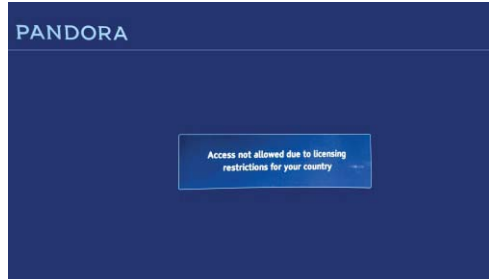 PANDORA
Access not allowed due to licensing
restrictions for your country